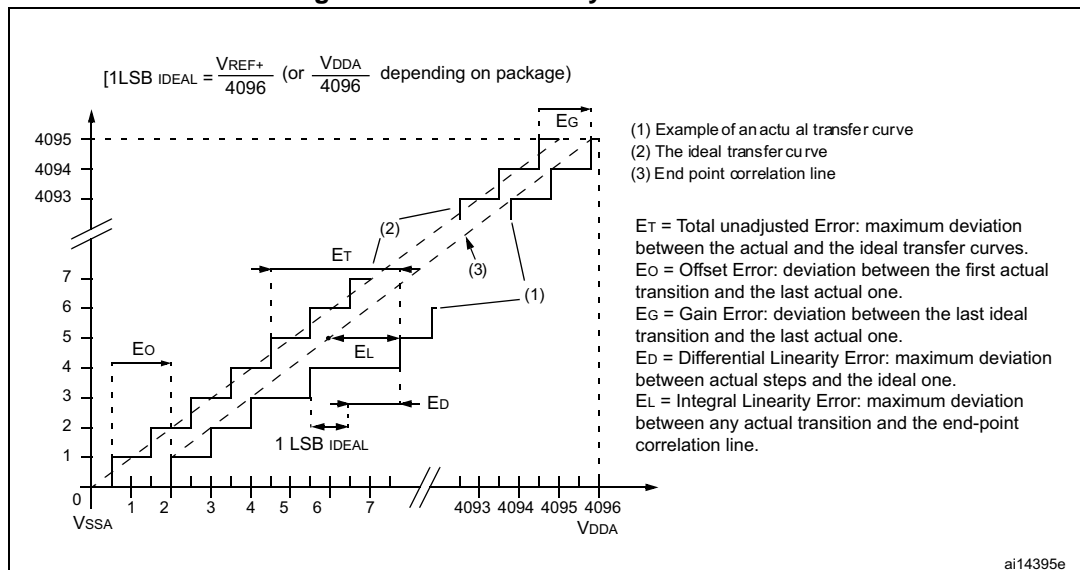 [1LSB IDEAL = VREF+ / 4096 (or VDDA / 4096 depending on package)
EG
(1) Example of an actu al transfer curve
(2) The ideal transfer curve
(3) End point correlation line
4095
4094
4093
(2)
ET
(3)
7
(1)
6
5
EO
EL
4
3
ED
2
1 LSB IDEAL
1
0
1 2 3 4 5 6 7 4093 4094 4095 4096
VSSA
VDDA
ET = Total unadjusted Error: maximum deviation
between the actual and the ideal transfer curves.
EO = Offset Error: deviation between the first actual
transition and the last actual one.
EG = Gain Error: deviation between the last ideal
transition and the last actual one.
ED = Differential Linearity Error: maximum deviation
between actual steps and the ideal one.
EL = Integral Linearity Error: maximum deviation
between any actual transition and the end-point
correlation line.
ai14395e